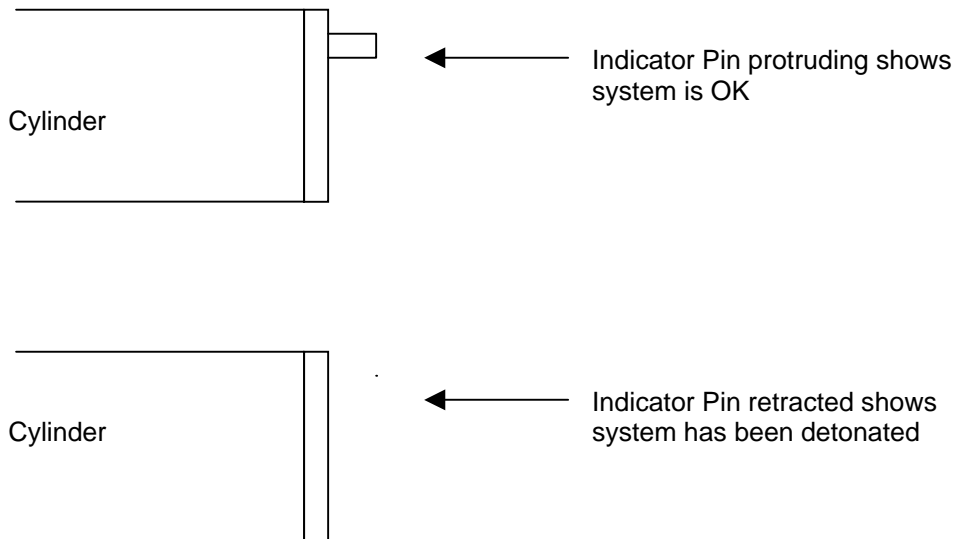 Indicator Pin protruding shows
system is OK
Cylinder
Indicator Pin retracted shows
system has been detonated
Cylinder